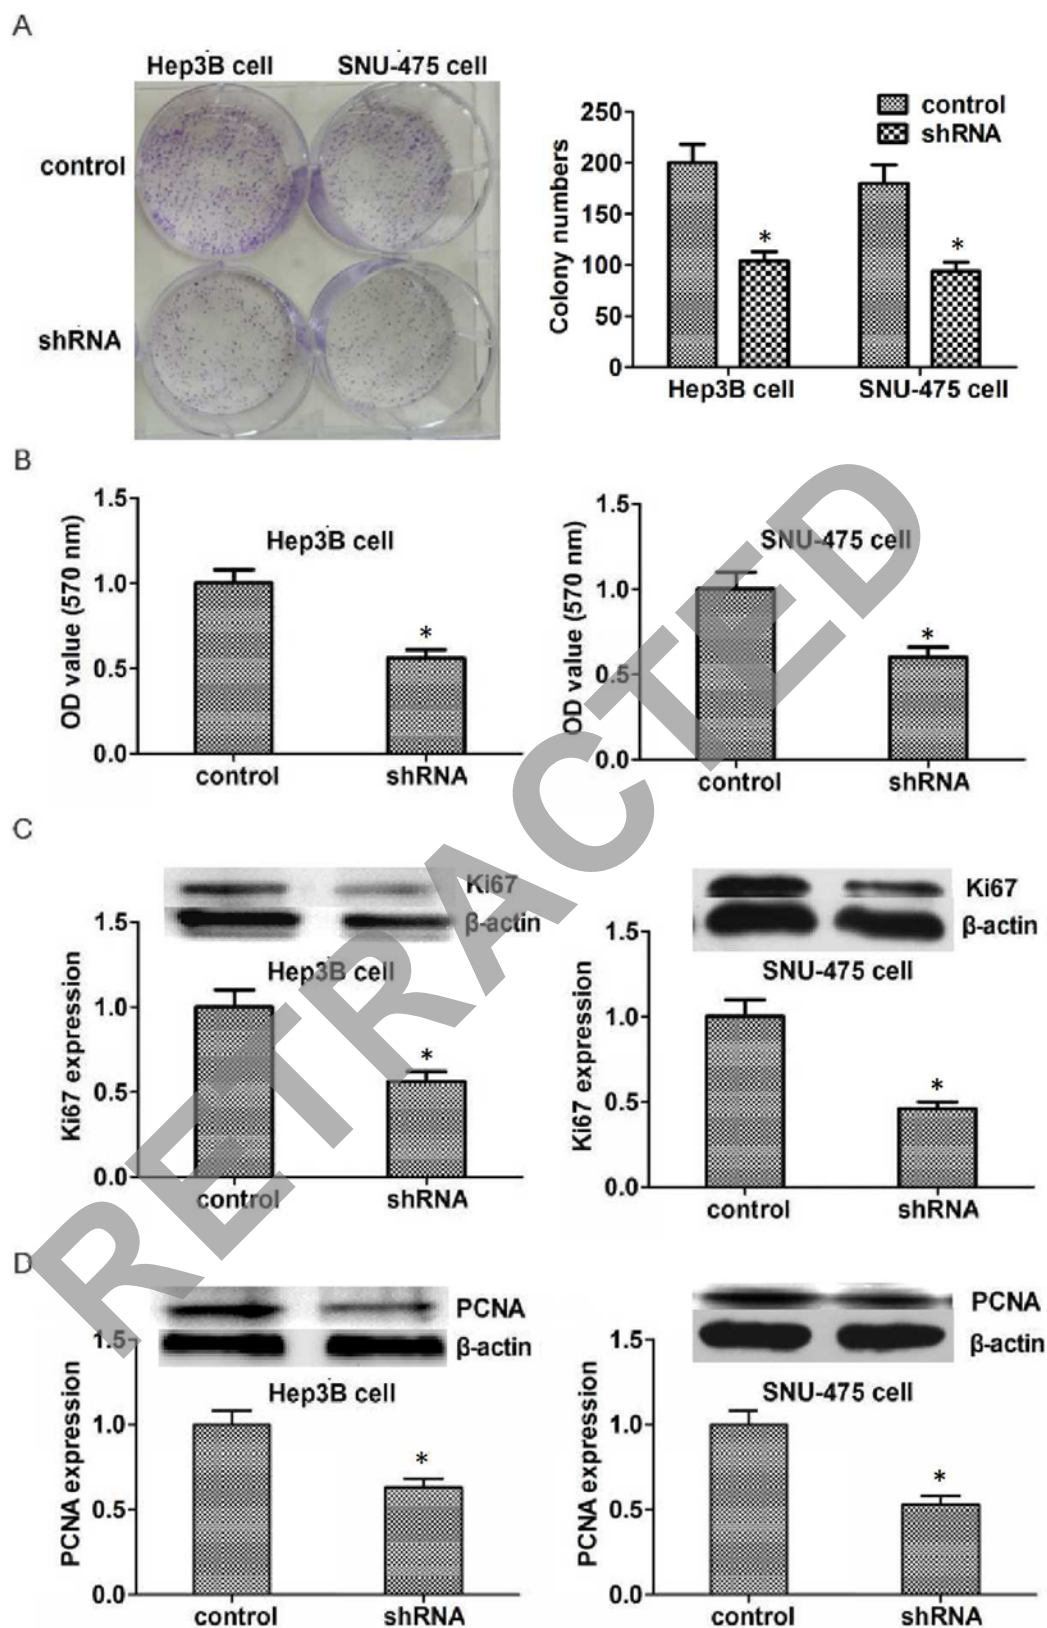 A
Hep3B cell SNU-475 cell
control
shRNA
control
shRNA
250
200
150
100
50
0
Colony numbers
*
*
Hep3B cell SNU-475 cell
B
1.5
1.0
0.5
0.0
OD value (570 nm)
Hep3B cell
*
control shRNA
1.5
1.0
0.5
0.0
OD value (570 nm)
SNU-475 cell
*
control shRNA
C
Ki67
β-actin
1.5
1.0
0.5
0.0
Ki67 expression
Hep3B cell
*
control shRNA
Ki67
β-actin
1.5
1.0
0.5
0.0
Ki67 expression
SNU-475 cell
*
control shRNA
D
PCNA
β-actin
1.5
1.0
0.5
0.0
PCNA expression
Hep3B cell
*
control shRNA
PCNA
β-actin
1.5
1.0
0.5
0.0
PCNA expression
SNU-475 cell
*
control shRNA
RETRACTED